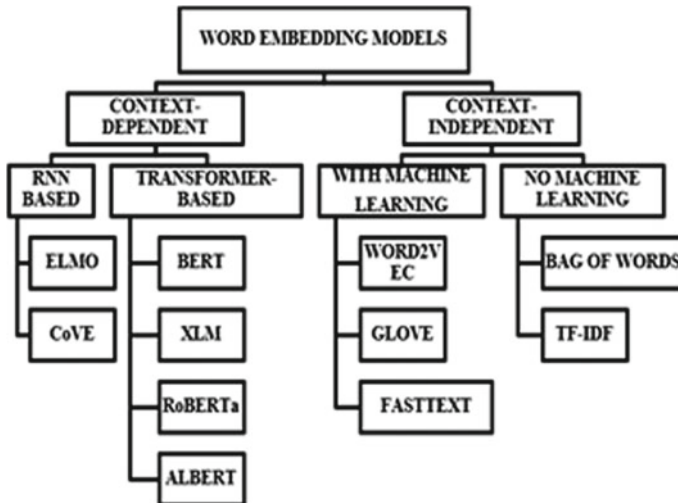 WORD EMBEDDING MODELS
CONTEXT-
DEPENDENT
CONTEXT-
INDEPENDENT
RNN
BASED
TRANSFORMER-
BASED
WITH MACHINE
LEARNING
NO MACHINE
LEARNING
ELMO
CoVE
BERT
XLM
RoBERTa
ALBERT
WORD2V
EC
GLOVE
FASTTEXT
BAG OF WORDS
TF-IDF